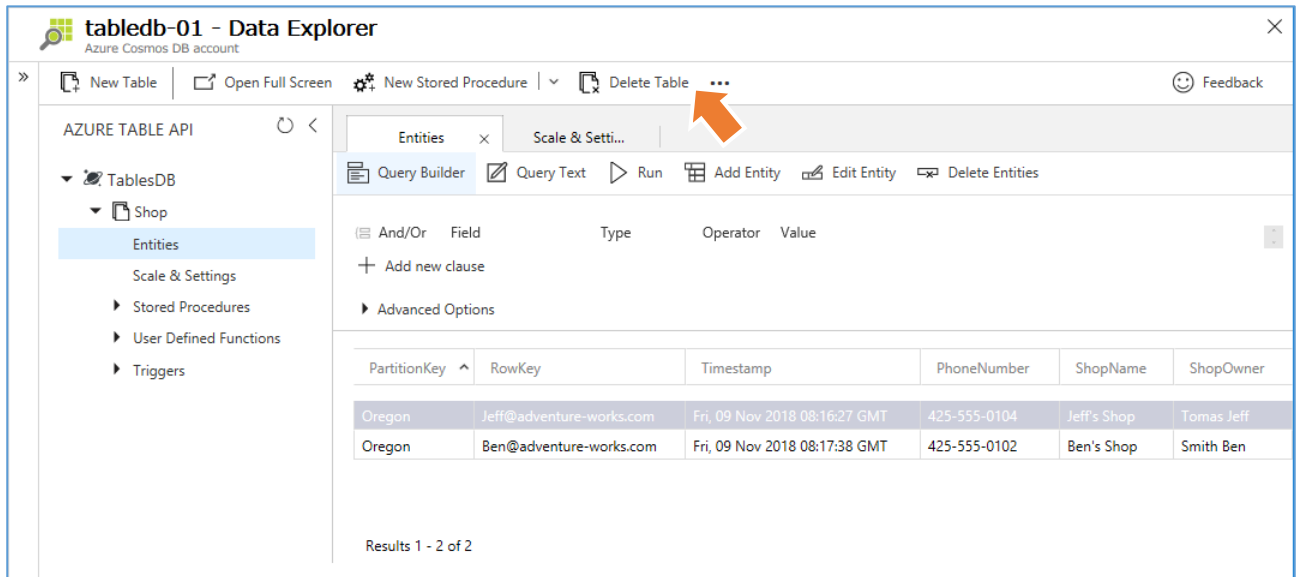 tabledb-01 - Data Explorer
Azure Cosmos DB account
New Table Open Full Screen New Stored Procedure Delete Table ••• Feedback
AZURE TABLE API
TablesDB
Shop
Entities
Scale & Settings
Stored Procedures
User Defined Functions
Triggers
Entities Scale & Setti...
Query Builder Query Text Run Add Entity Edit Entity Delete Entities
And/Or Field Type Operator Value
Add new clause
Advanced Options
PartitionKey RowKey Timestamp PhoneNumber ShopName ShopOwner
Oregon Jeff@adventure-works.com Fri, 09 Nov 2018 08:16:27 GMT 425-555-0104 Jeff's Shop Tomas Jeff
Oregon Ben@adventure-works.com Fri, 09 Nov 2018 08:17:38 GMT 425-555-0102 Ben's Shop Smith Ben
Results 1 - 2 of 2